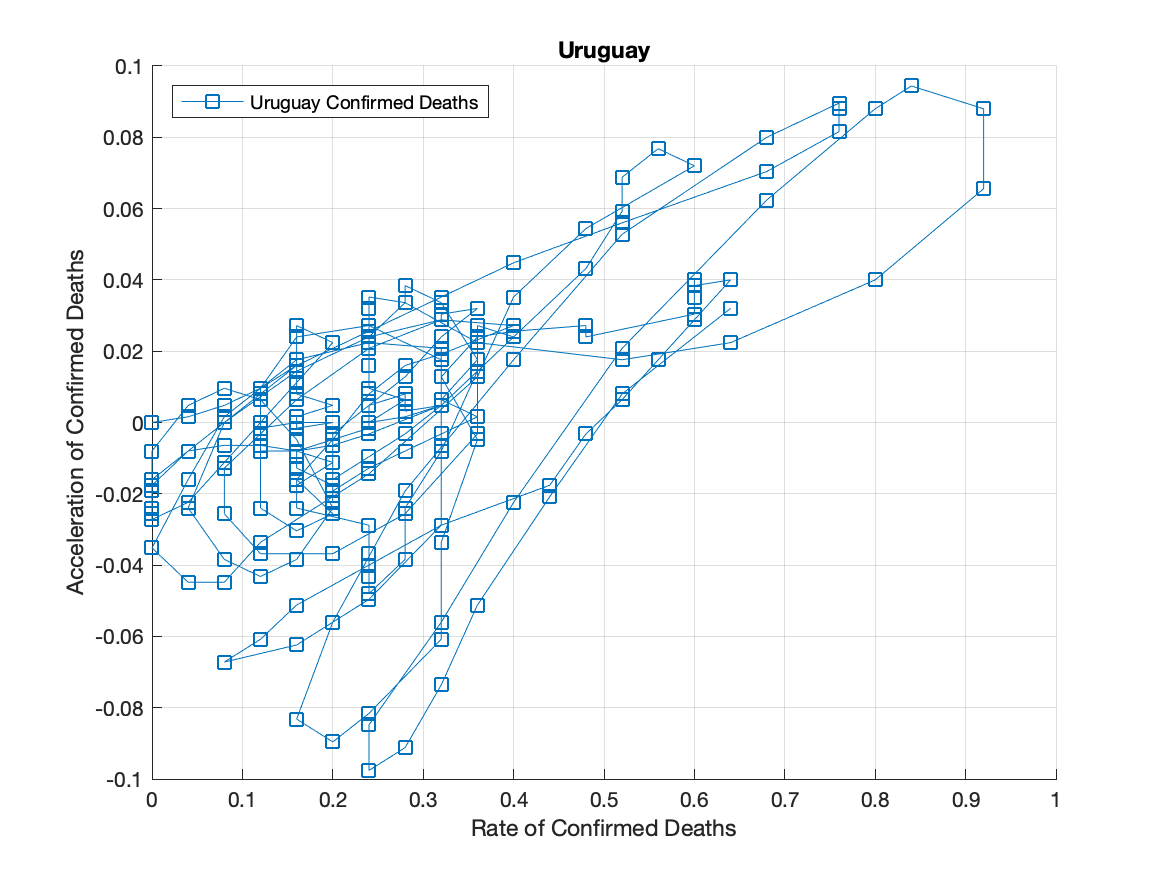 Uruguay
Uruguay Confirmed Deaths
Acceleration of Confirmed Deaths
0.1
0.08
0.06
0.04
0.02
0
-0.02
-0.04
-0.06
-0.08
-0.1
0 0.1 0.2 0.3 0.4 0.5 0.6 0.7 0.8 0.9 1
Rate of Confirmed Deaths